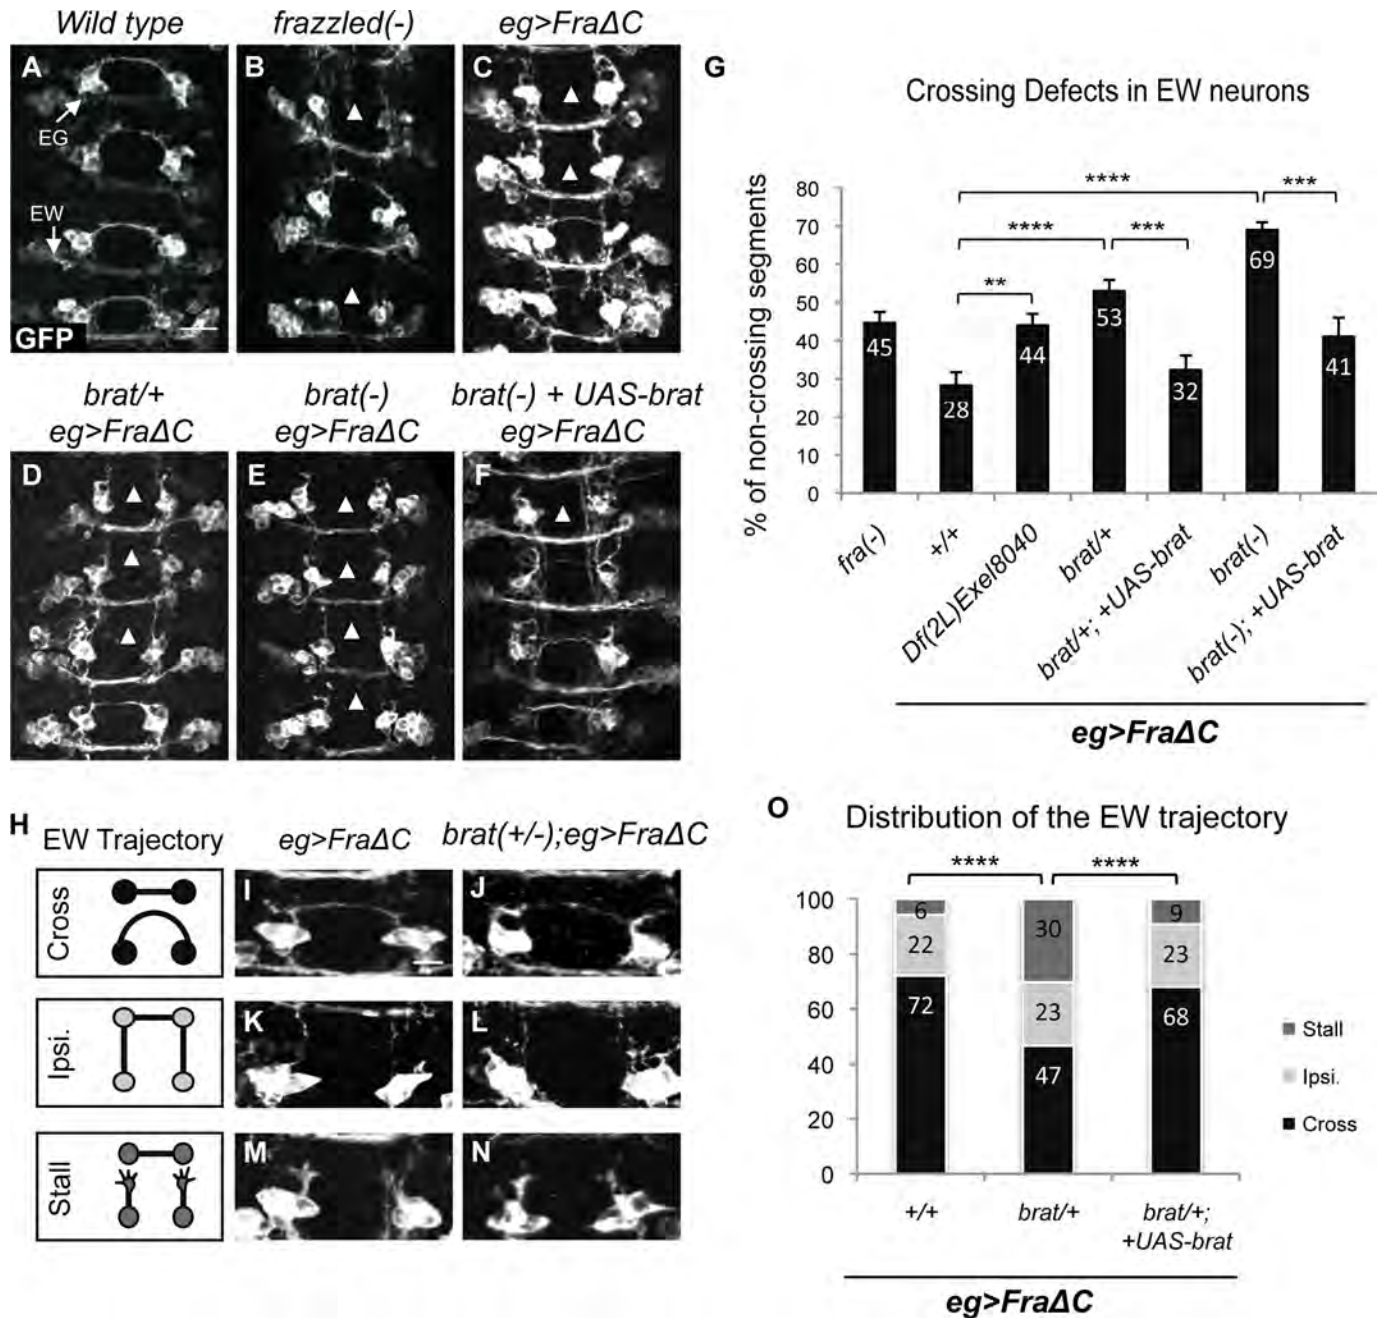 Wild type
frazzled(-)
eg>FraΔC
A
EG
EW
GFP
B
C
brat/+
eg>FraΔC
brat(-)
eg>FraΔC
brat(-) + UAS-brat
eg>FraΔC
D
E
F
G
Crossing Defects in EW neurons
% of non-crossing segments
80
70
60
50
40
30
20
10
0
****
***
****
***
**
45
28
44
53
32
69
41
fra(-)
+/+
Df(2L)Exel8040
brat/+
brat/+; +UAS-brat
brat(-)
brat(-); +UAS-brat
eg>FraΔC
H
EW Trajectory
eg>FraΔC
brat(+/-);eg>FraΔC
Cross
I
J
Ipsi.
K
L
Stall
M
N
O
Distribution of the EW trajectory
****
****
100
80
60
40
20
0
6
22
72
30
23
47
9
23
68
Stall
Ipsi.
Cross
+/+
brat/+
brat/+;
+UAS-brat
eg>FraΔC